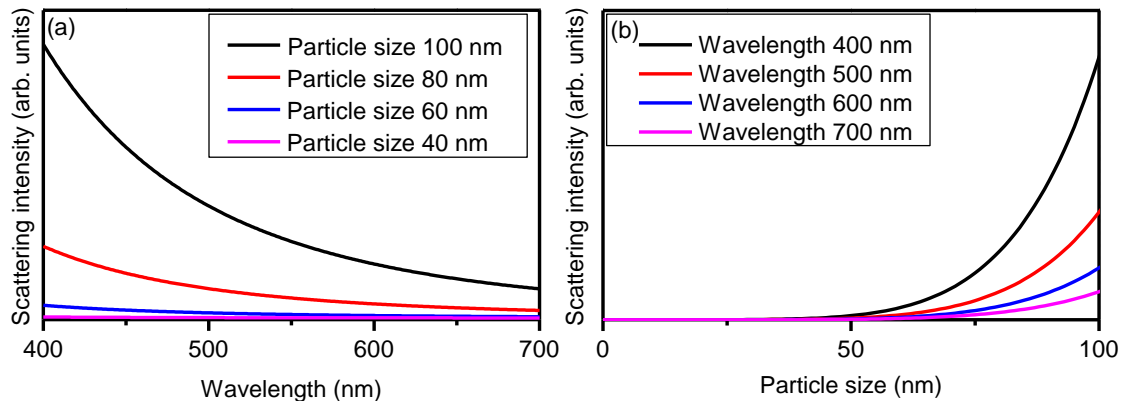 (a)
Particle size 100 nm
Particle size 80 nm
Particle size 60 nm
Particle size 40 nm
Scattering intensity (arb. units)
400
500
600
700
Wavelength (nm)
(b)
Wavelength 400 nm
Wavelength 500 nm
Wavelength 600 nm
Wavelength 700 nm
Scattering intensity (arb. units)
0
50
100
Particle size (nm)